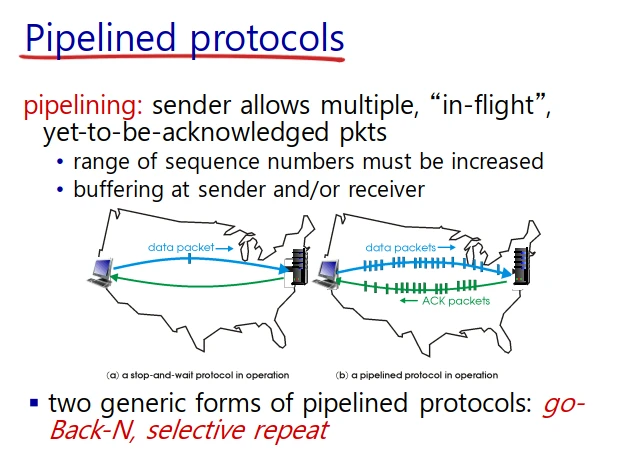 Pipelined protocols
pipelining: sender allows multiple, “in-flight”,
yet-to-be-acknowledged pkts
• range of sequence numbers must be increased
• buffering at sender and/or receiver
data packet
data packets
ACK packets
(a) a stop-and-wait protocol in operation
(b) a pipelined protocol in operation
▪ two generic forms of pipelined protocols: go-
Back-N, selective repeat